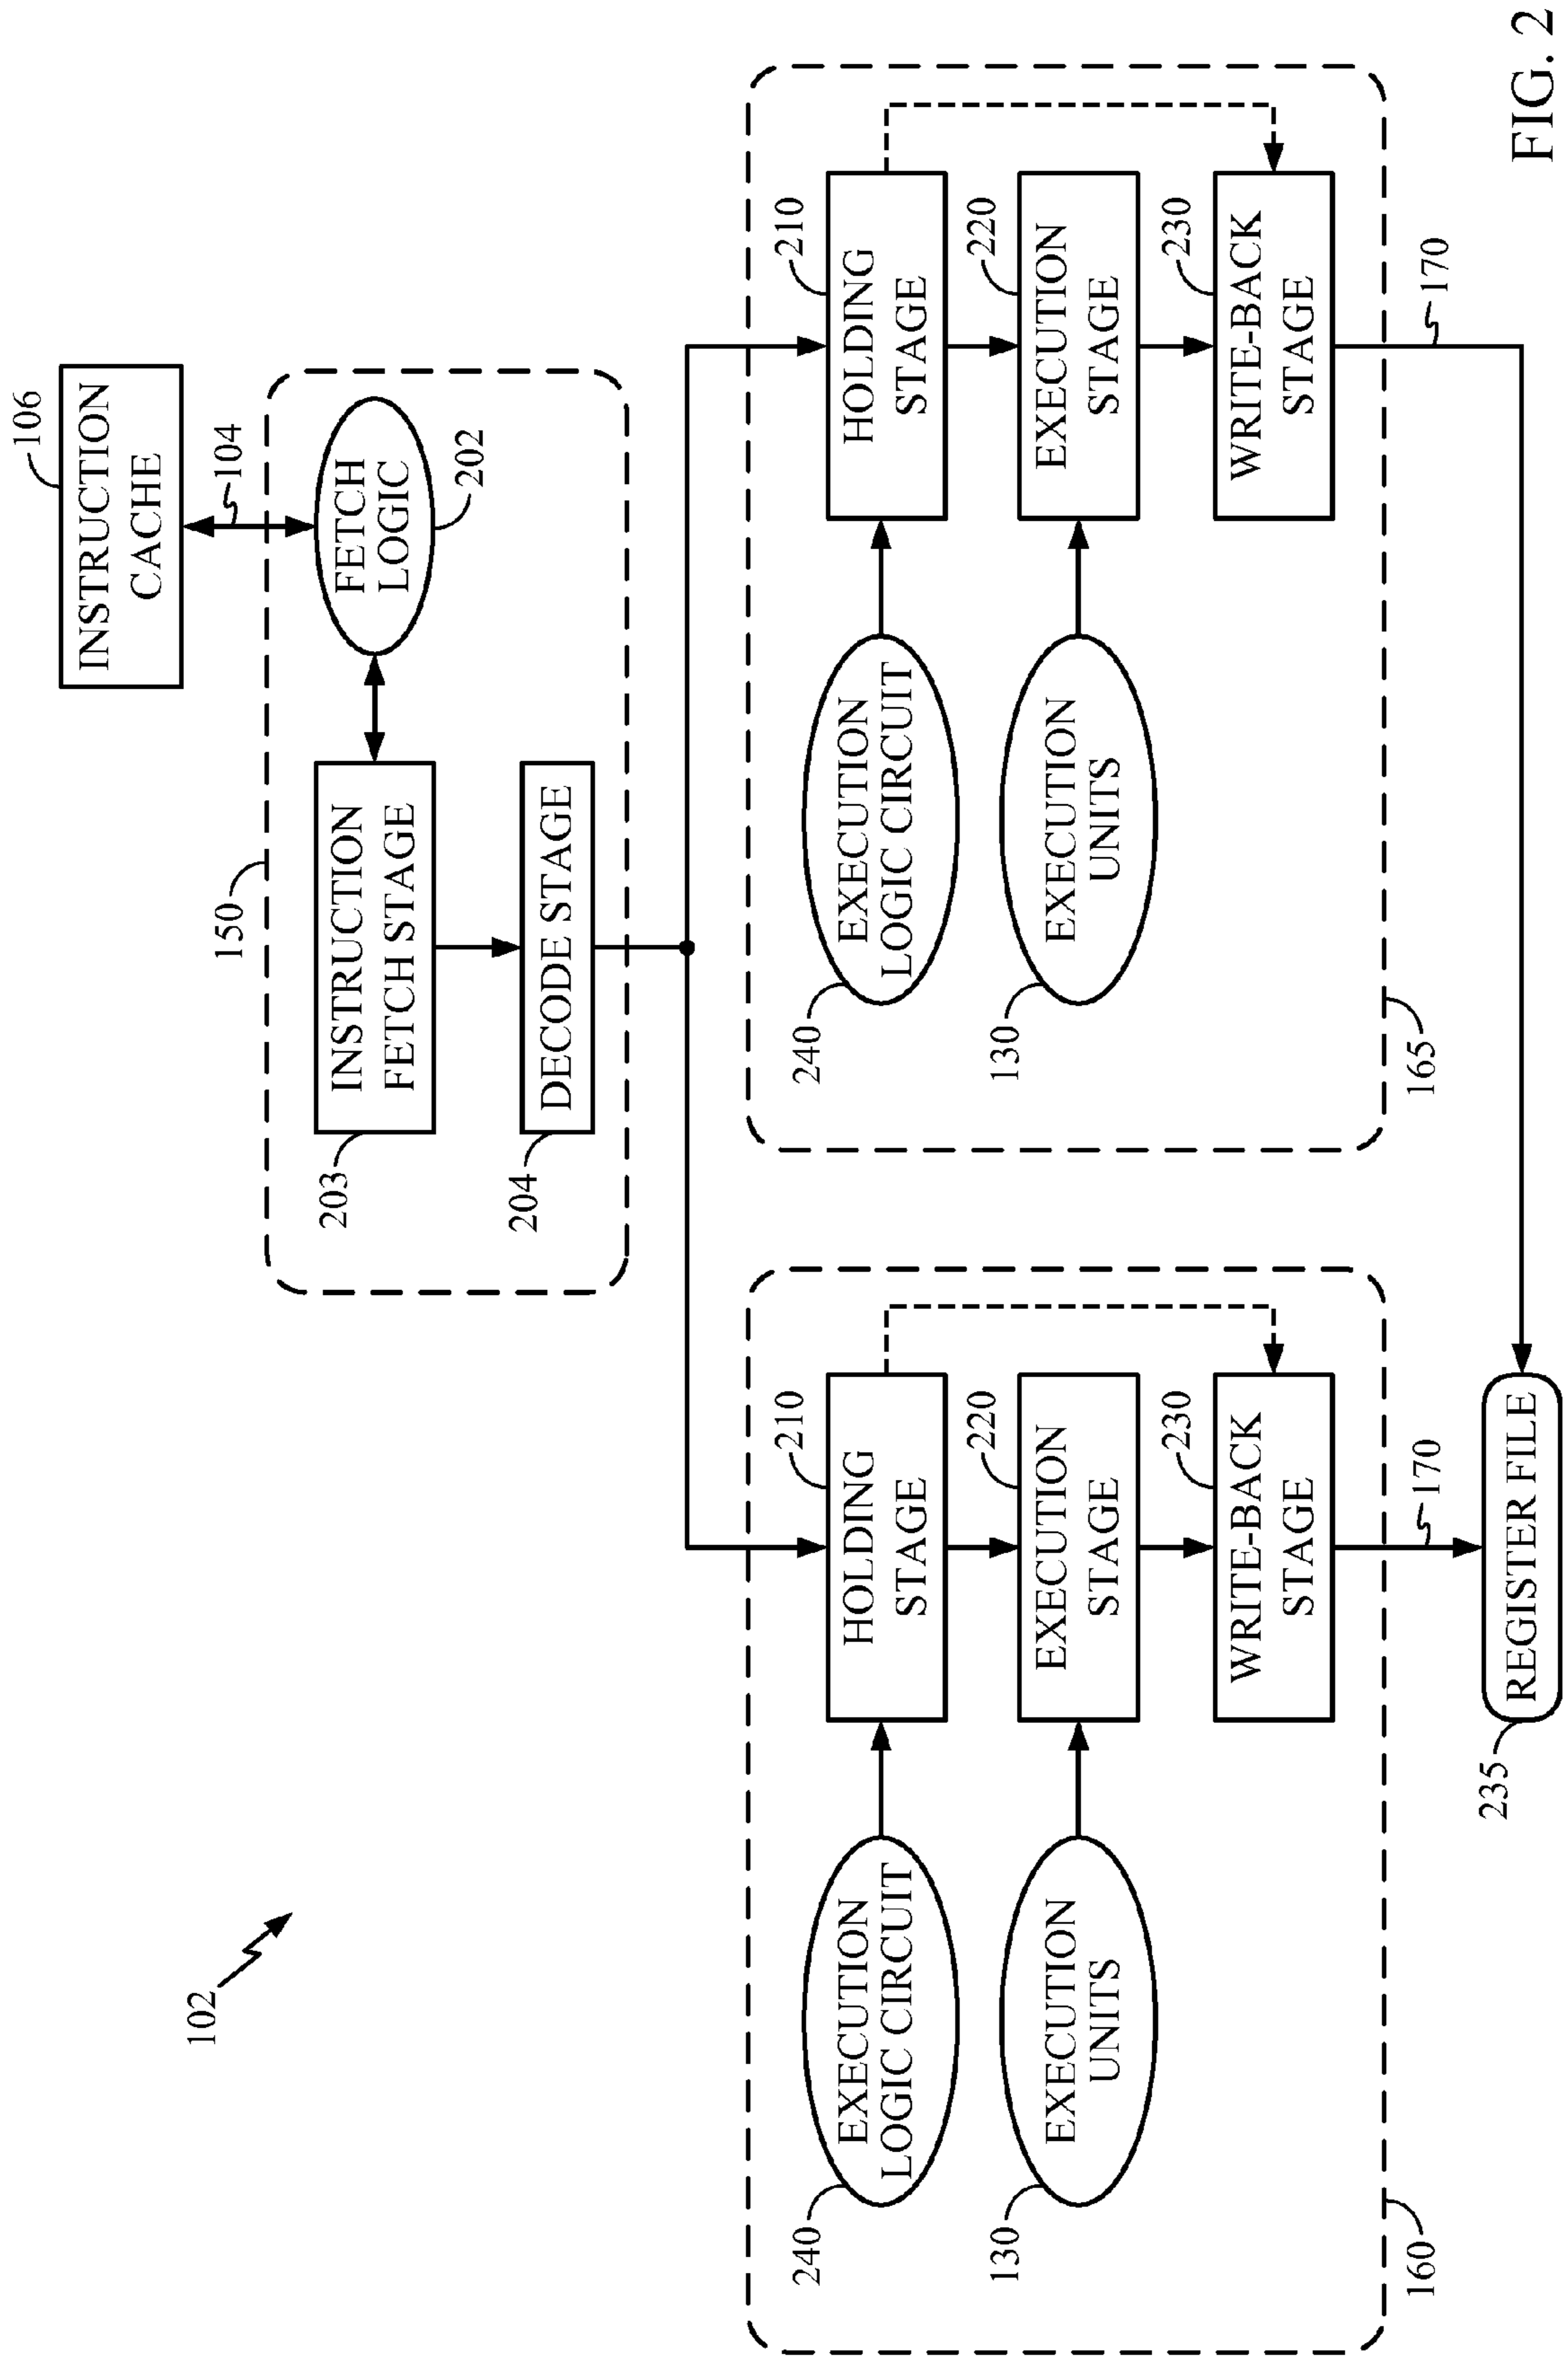 106
INSTRUCTION
CACHE
104
150
FETCH
LOGIC
202
INSTRUCTION
FETCH STAGE
203
DECODE STAGE
204
102
210
HOLDING
STAGE
220
EXECUTION
STAGE
230
WRITE-BACK
STAGE
EXECUTION
LOGIC CIRCUIT
240
EXECUTION
UNITS
130
160
170
210
HOLDING
STAGE
220
EXECUTION
STAGE
230
WRITE-BACK
STAGE
EXECUTION
LOGIC CIRCUIT
240
EXECUTION
UNITS
130
165
170
REGISTER FILE
235
FIG. 2